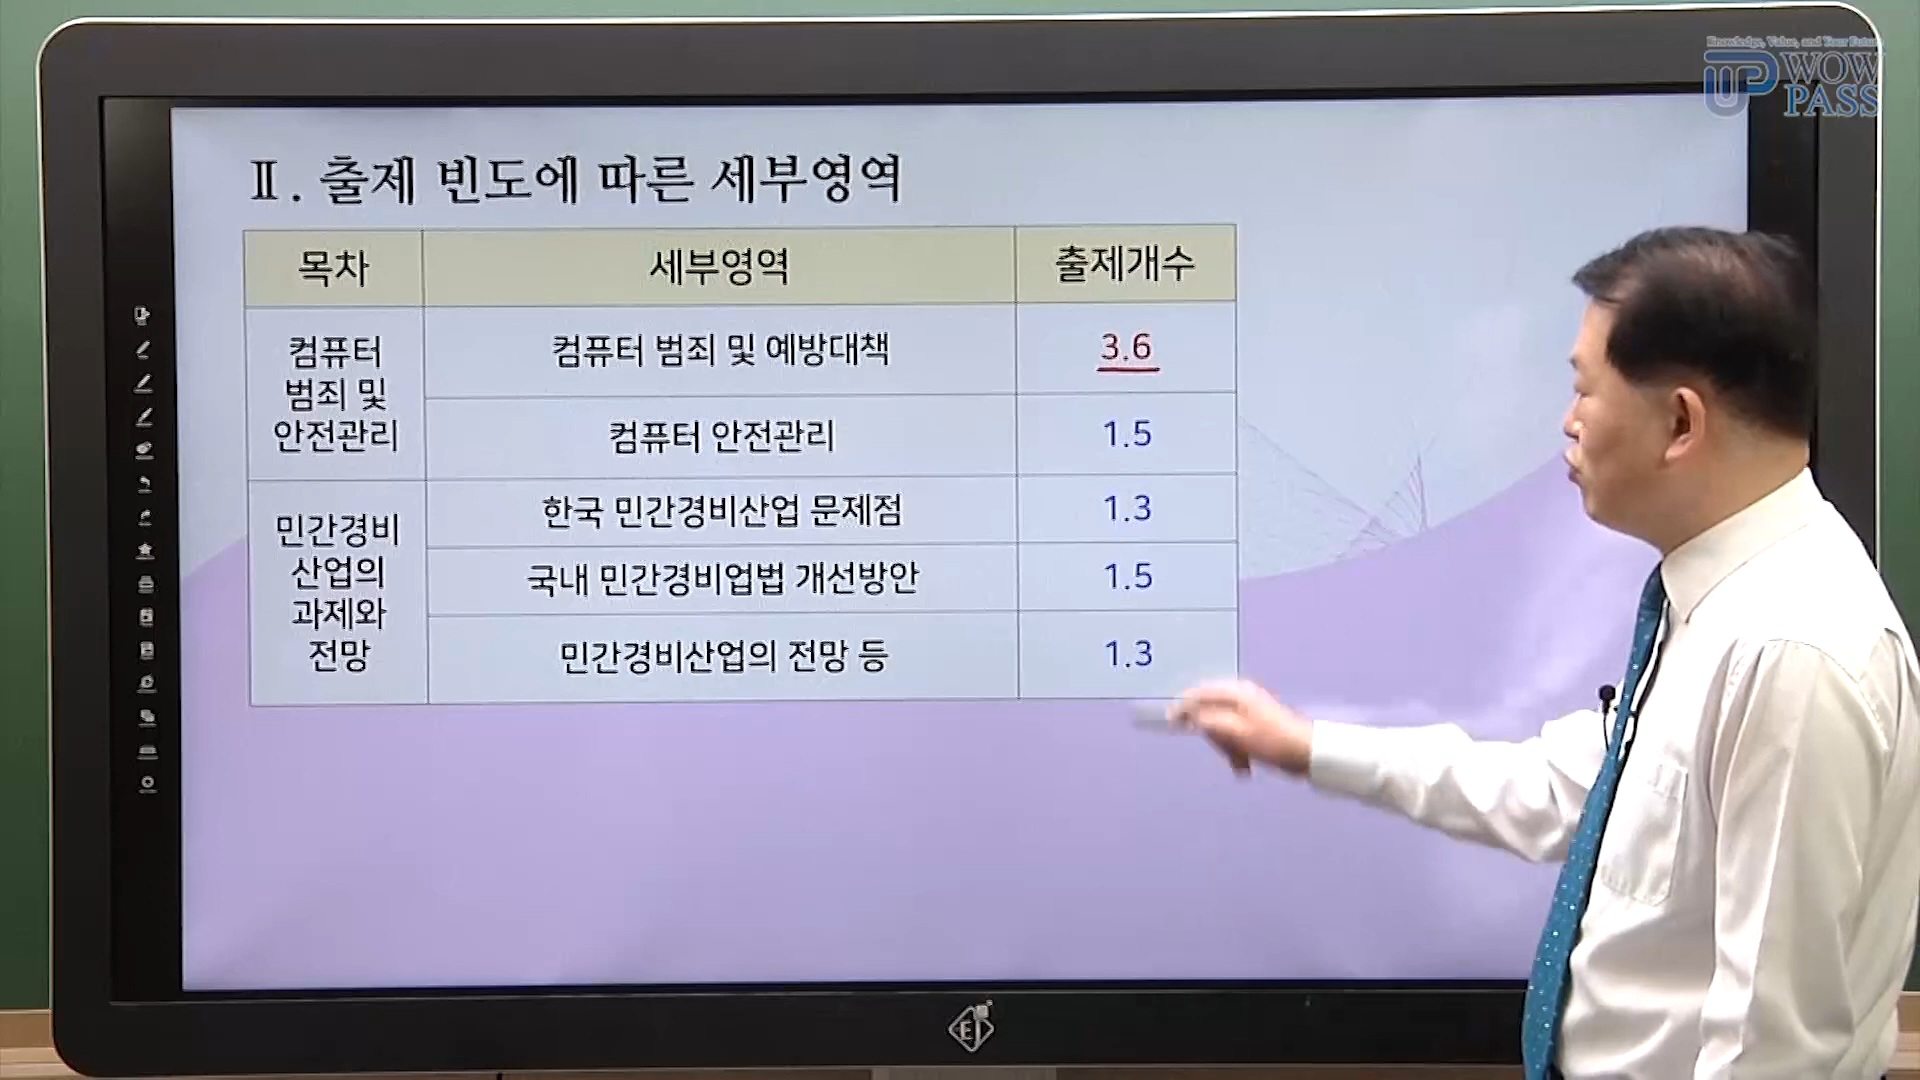 Knowledge, Value, and Your Future
WOW
PASS
Ⅱ. 출제 빈도에 따른 세부영역
목차 세부영역 출제개수
컴퓨터
범죄 및
안전관리
컴퓨터 범죄 및 예방대책 3.6
컴퓨터 안전관리 1.5
민간경비
산업의
과제와
전망
한국 민간경비산업 문제점 1.3
국내 민간경비업법 개선방안 1.5
민간경비산업의 전망 등 1.3